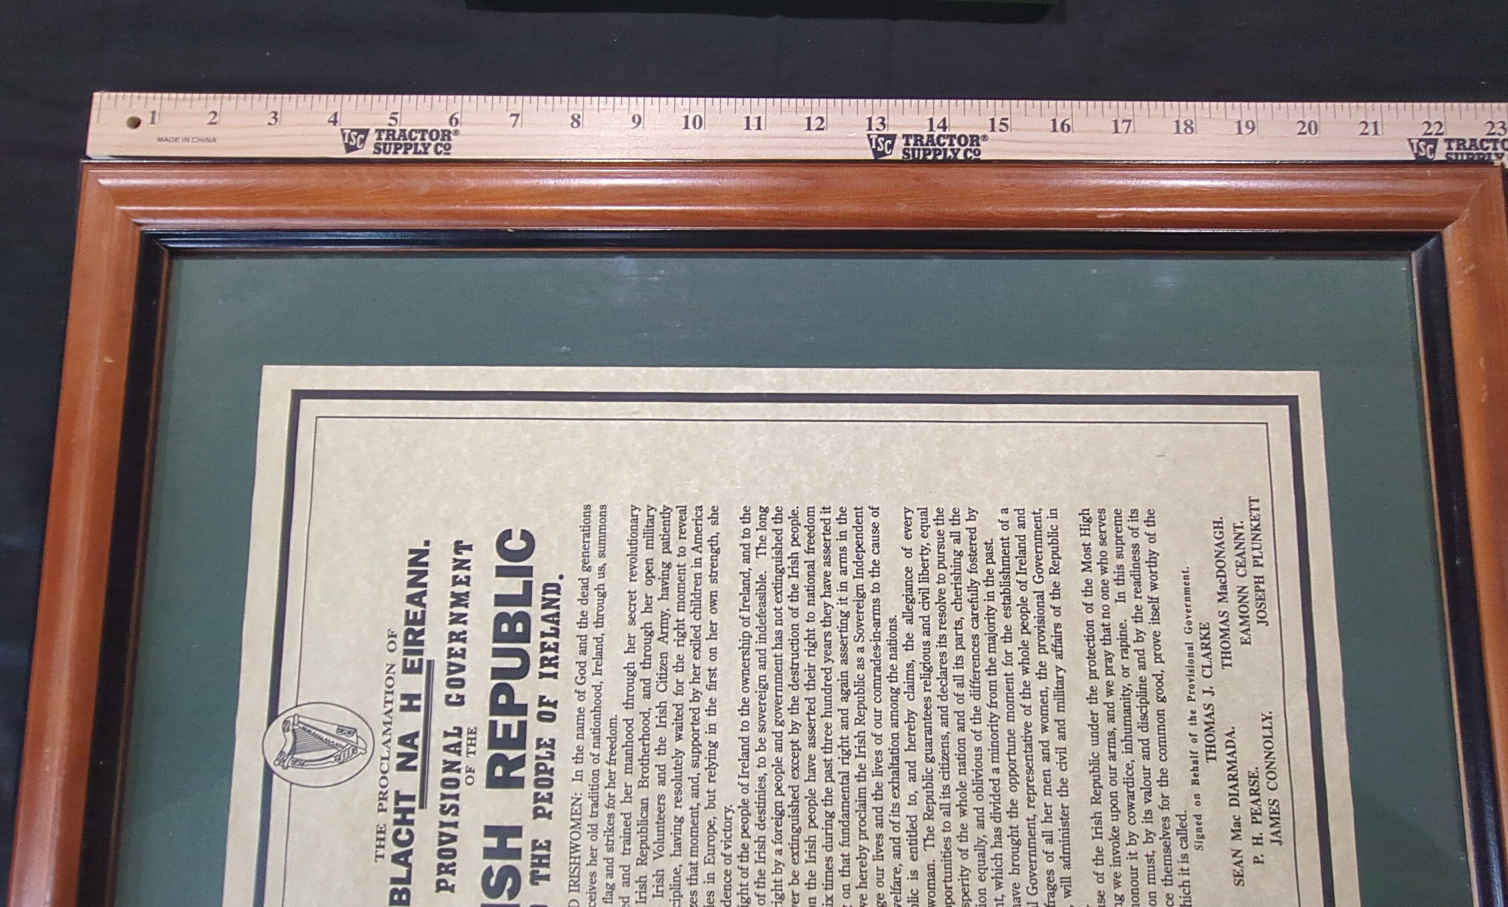 1 2 3 4 5 6 7 8 9 10 11 12 13 14 15 16 17 18 19 20 21 22 23
MADE IN CHINA
TSC TRACTOR®
SUPPLY CO
TSC TRACTOR®
SUPPLY CO
TSC TRACTO
SUPPLY
THE PROCLAMATION OF
BLACHT NA H EIREANN.
PROVISIONAL GOVERNMENT
OF THE
ISH REPUBLIC
THE PEOPLE OF IRELAND.
D IRISHWOMEN: In the name of God and the dead generations
ceives her old tradition of nationhood, Ireland, through us, summons
flag and strikes for her freedom.
ed and trained her manhood through her secret revolutionary
Irish Republican Brotherhood, and through her open military
Irish Volunteers and the Irish Citizen Army, having patiently
cipline, having resolutely waited for the right moment to reveal
zes that moment, and, supported by her exiled children in America
ies in Europe, but relying in the first on her own strength, she
dence of victory.
ight of the people of Ireland to the ownership of Ireland, and to the
of the Irish destinies, to be sovereign and indefeasible. The long
right by a foreign people and government has not extinguished the
ver be extinguished except by the destruction of the Irish people.
n the Irish people have asserted their right to national freedom
ix times during the past three hundred years they have asserted it
on that fundamental right and again asserting it in arms in the
ve hereby proclaim the Irish Republic as a Sovereign Independent
ge our lives and the lives of our comrades-in-arms to the cause of
welfare, and of its exhaltation among the nations.
blic is entitled to, and hereby claims, the allegiance of every
woman. The Republic guarantees religious and civil liberty, equal
oportunities to all its citizens, and declares its resolve to pursue the
sperity of the whole nation and of all its parts, cherishing all the
ion equally, and oblivious of the differences carefully fostered by
nt, which has divided a minority from the majority in the past.
have brought the opportune moment for the establishment of a
l Government, representative of the whole people of Ireland and
frages of all her men and women, the provisional Government,
will administer the civil and military affairs of the Republic in
use of the Irish Republic under the protection of the Most High
ng we invoke upon our arms, and we pray that no one who serves
onour it by cowardice, inhumanity, or rapine. In this supreme
on must, by its valour and discipline and by the readiness of its
ce themselves for the common good, prove itself worthy of the
hich it is called.
Signed on Behalf of the Provisional Government.
THOMAS J. CLARKE
SEAN Mac DIARMADA. THOMAS MacDONAGH.
P. H. PEARSE. EAMONN CEANNT.
JAMES CONNOLLY. JOSEPH PLUNKETT